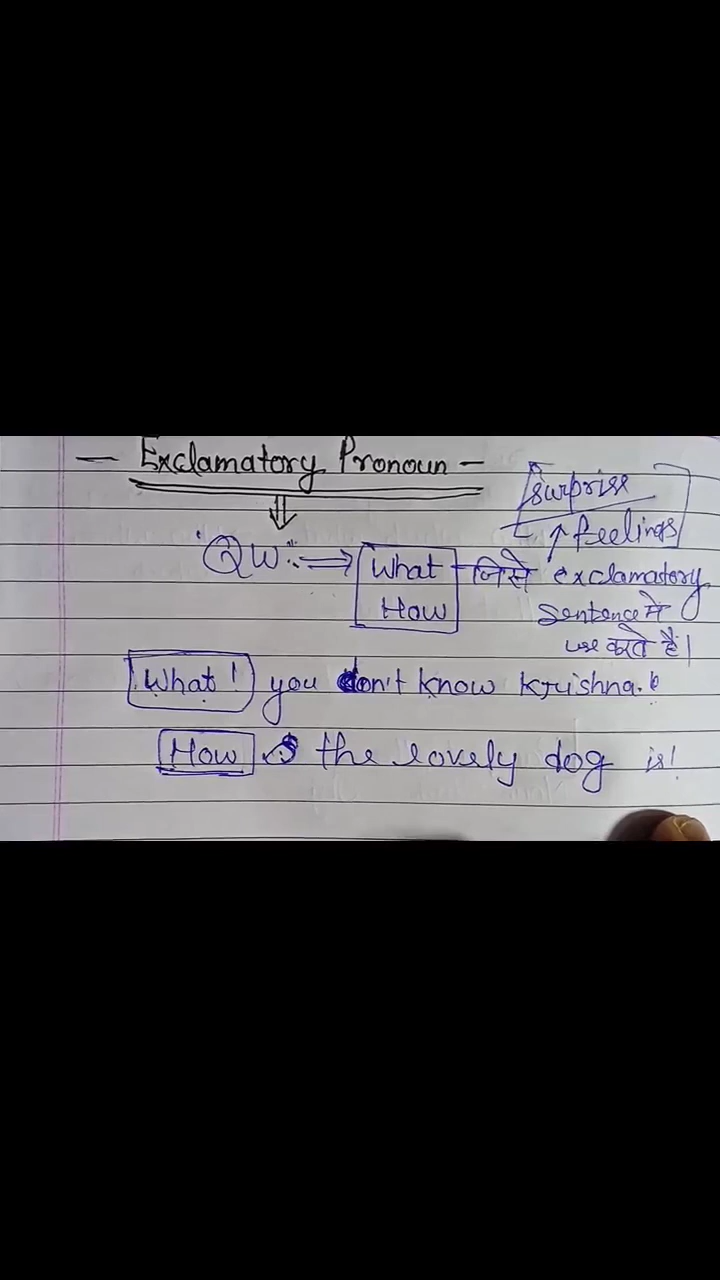 — Exclamatory Pronoun —
surprise
feelings
QW. ⇒ What जिसे exclamatory
How sentence में
use करते हैं।
What! you don't know Krishna.
How the lovely dog is!